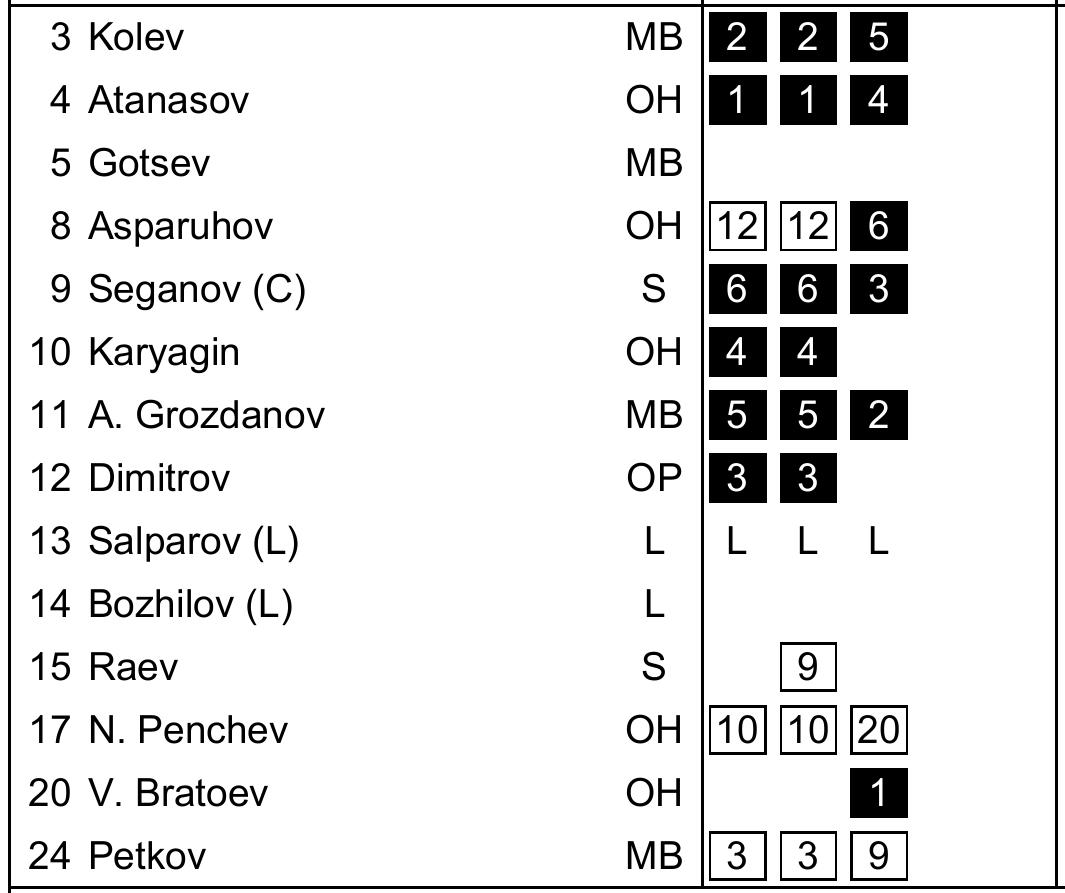 3 Kolev MB 2 2 5
4 Atanasov OH 1 1 4
5 Gotsev MB
8 Asparuhov OH 12 12 6
9 Seganov (C) S 6 6 3
10 Karyagin OH 4 4
11 A. Grozdanov MB 5 5 2
12 Dimitrov OP 3 3
13 Salparov (L) L L L L
14 Bozhilov (L) L
15 Raev S 9
17 N. Penchev OH 10 10 20
20 V. Bratoev OH 1
24 Petkov MB 3 3 9